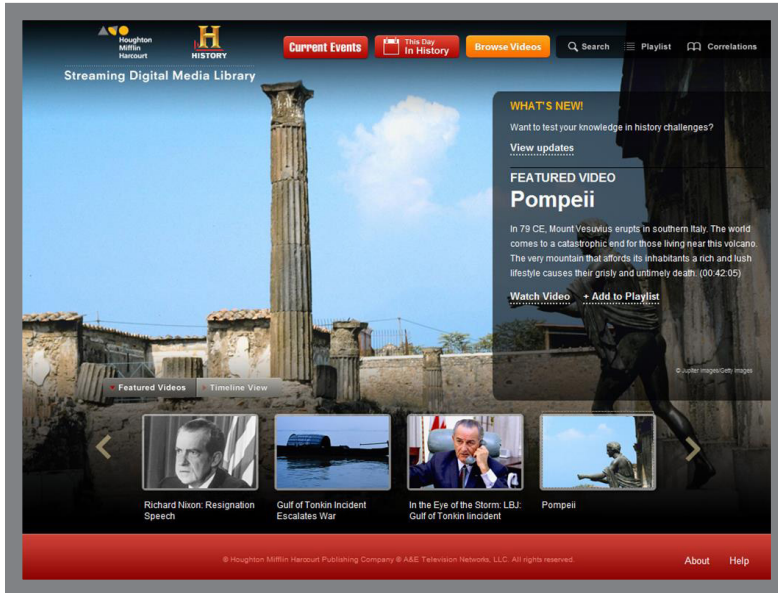 Houghton
Mifflin
Harcourt
H
HISTORY
Streaming Digital Media Library
Current Events
This Day
In History
Browse Videos
Search
Playlist
Correlations
WHAT'S NEW!
Want to test your knowledge in history challenges?
View updates
FEATURED VIDEO
Pompeii
In 79 CE, Mount Vesuvius erupts in southern Italy. The world
comes to a catastrophic end for those living near this volcano.
The very mountain that affords its inhabitants a rich and lush
lifestyle causes their grisly and untimely death. (00:42:05)
Watch Video + Add to Playlist
© Jupiter Images/Getty Images
Featured Videos
Timeline View
Richard Nixon: Resignation
Speech
Gulf of Tonkin Incident
Escalates War
In the Eye of the Storm: LBJ:
Gulf of Tonkin Iincident
Pompeii
© Houghton Mifflin Harcourt Publishing Company © A&E Television Networks, LLC. All rights reserved.
About
Help